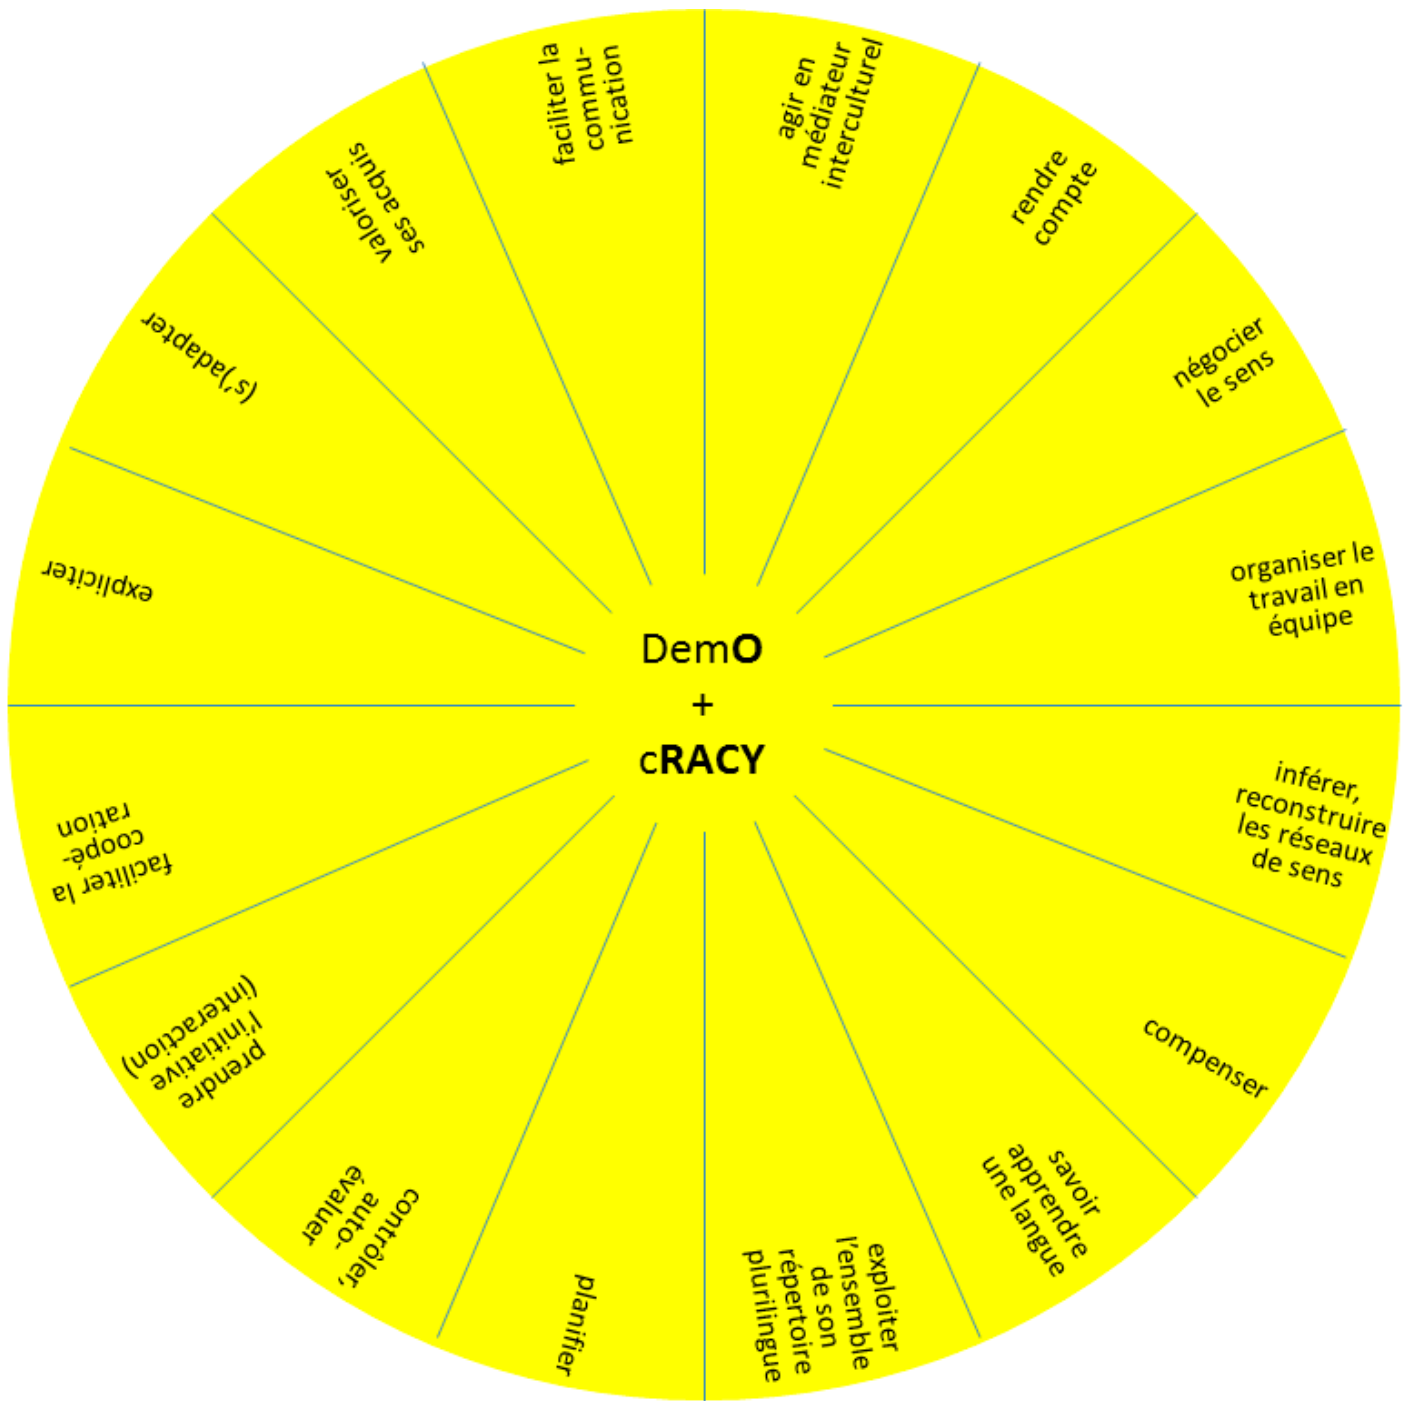 agir en
médiateur
interculturel
rendre
compte
négocier
le sens
organiser le
travail en
équipe
inférer,
reconstruire
les réseaux
de sens
compenser
savoir
apprendre
une langue
exploiter
l'ensemble
de son
répertoire
plurilingue
planifier
contrôler,
auto-
évaluer
prendre
l'initiative
(interaction)
faciliter la
coopé-
ration
expliciter
(s')adapter
valoriser
ses acquis
faciliter la
commu-
nication
DemO
+
cRACY